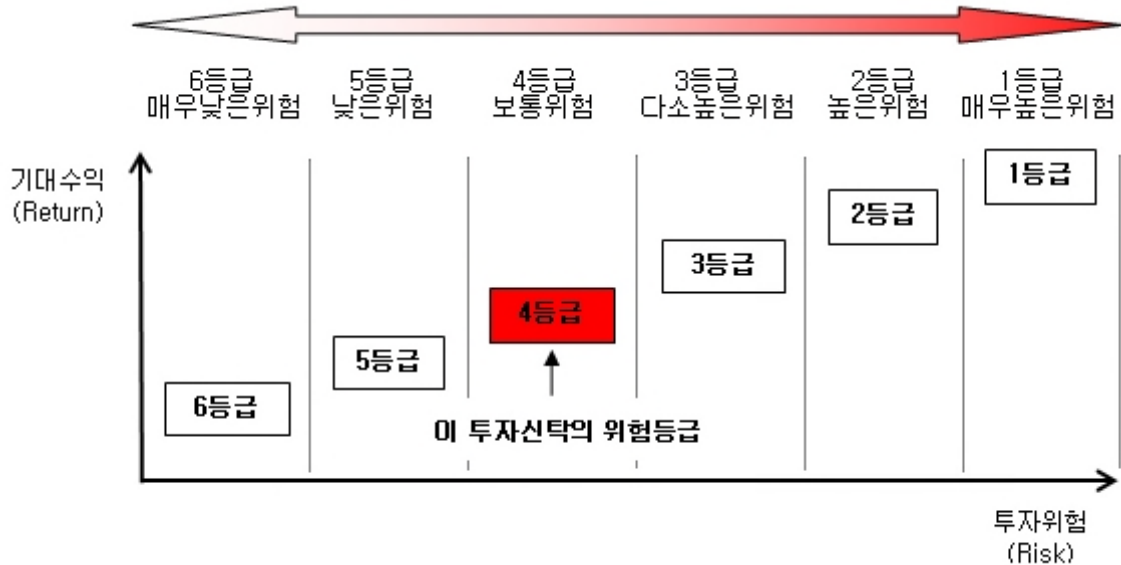 6등급 5등급 4등급 3등급 2등급 1등급
매우낮은위험 낮은위험 보통위험 다소높은위험 높은위험 매우높은위험
기대수익
(Return)
1등급
2등급
3등급
4등급
5등급
6등급
이 투자신탁의 위험등급
투자위험
(Risk)